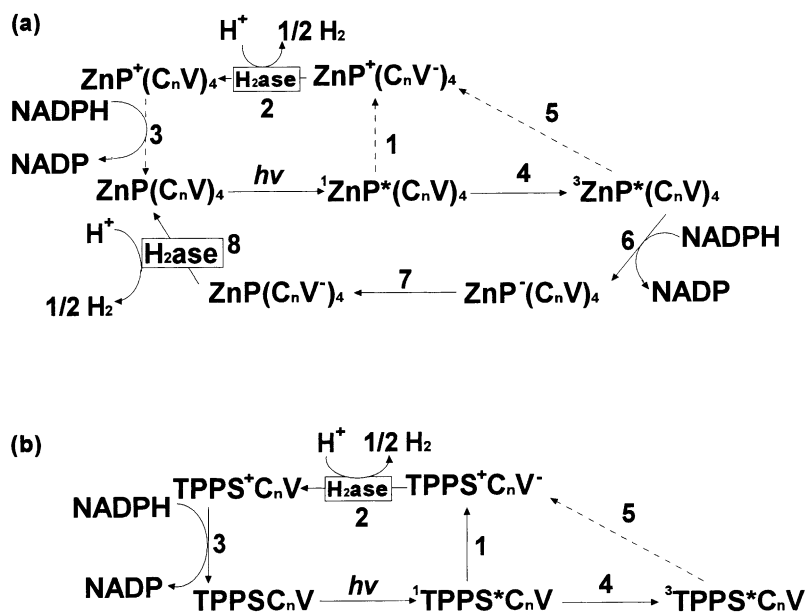 (a)
H⁺ 1/2 H₂
ZnP⁺(CₙV)₄ H₂ase ZnP⁺(CₙV⁻)₄
2
NADPH
3 1 5
NADP
ZnP(CₙV)₄ hν ¹ZnP*(CₙV)₄ 4 ³ZnP*(CₙV)₄
H⁺ H₂ase 8 6 NADPH
1/2 H₂ ZnP(CₙV⁻)₄ 7 ZnP⁻(CₙV)₄ NADP
(b)
H⁺ 1/2 H₂
TPPS⁺CₙV H₂ase TPPS⁺CₙV⁻
NADPH 2 5
3 1
NADP
TPPSCₙV hν ¹TPPS*CₙV 4 ³TPPS*CₙV